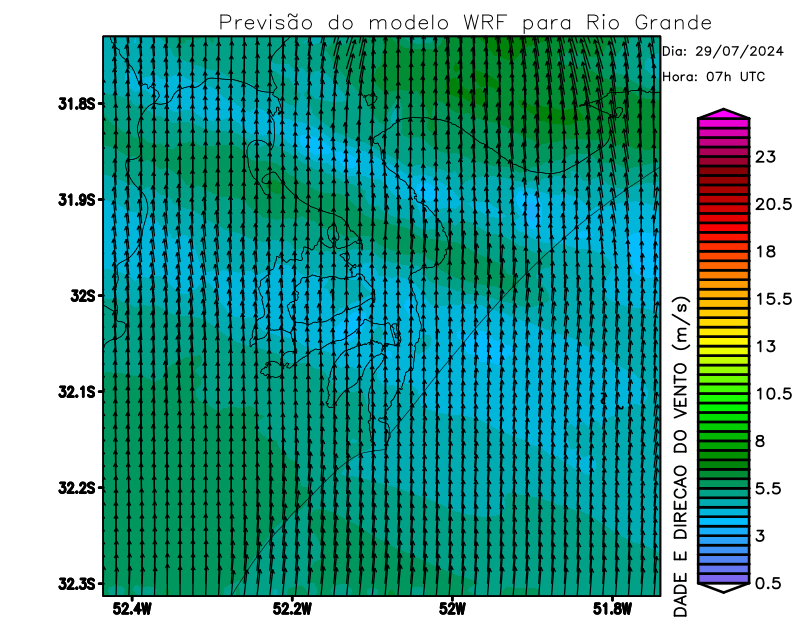 Previsão do modelo WRF para Rio Grande
Dia: 29/07/2024
Hora: 07h UTC
31.8S
31.9S
32S
32.1S
32.2S
32.3S
52.4W
52.2W
52W
51.8W
23
20.5
18
15.5
13
10.5
8
5.5
3
0.5
DADE E DIRECAO DO VENTO (m/s)